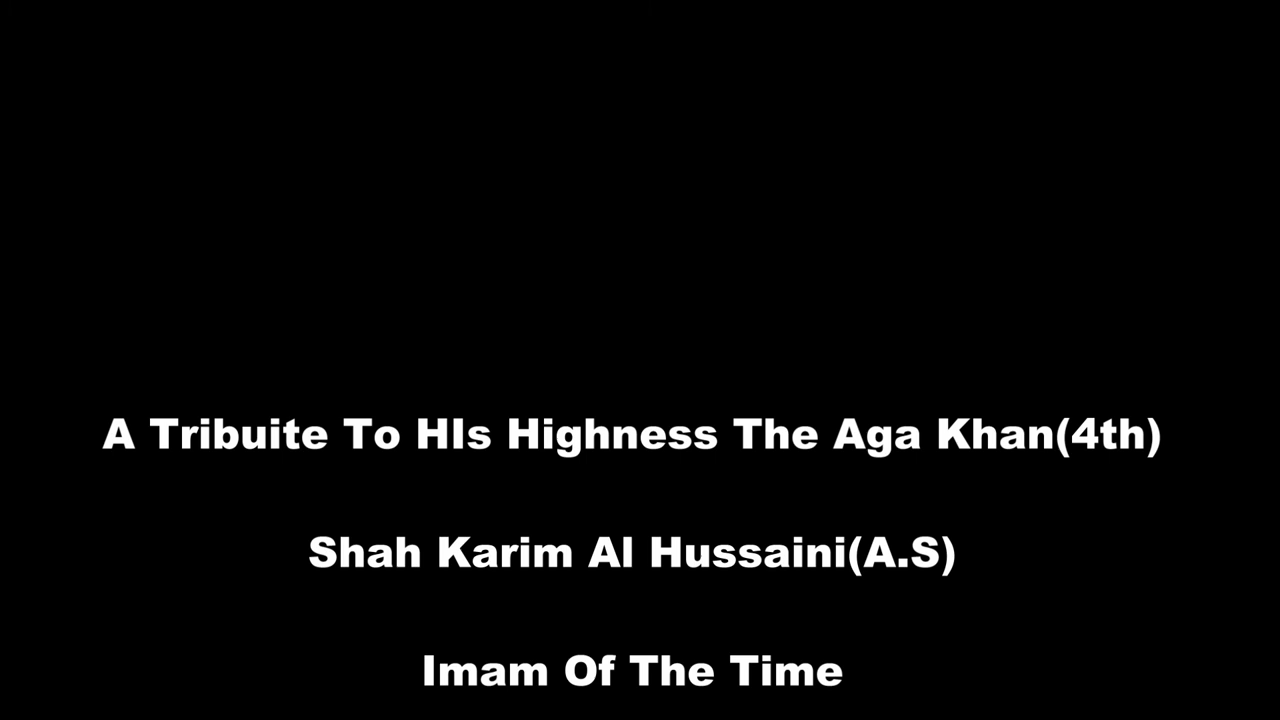 A Tribuite To HIs Highness The Aga Khan(4th)
Shah Karim Al Hussaini(A.S)
Imam Of The Time